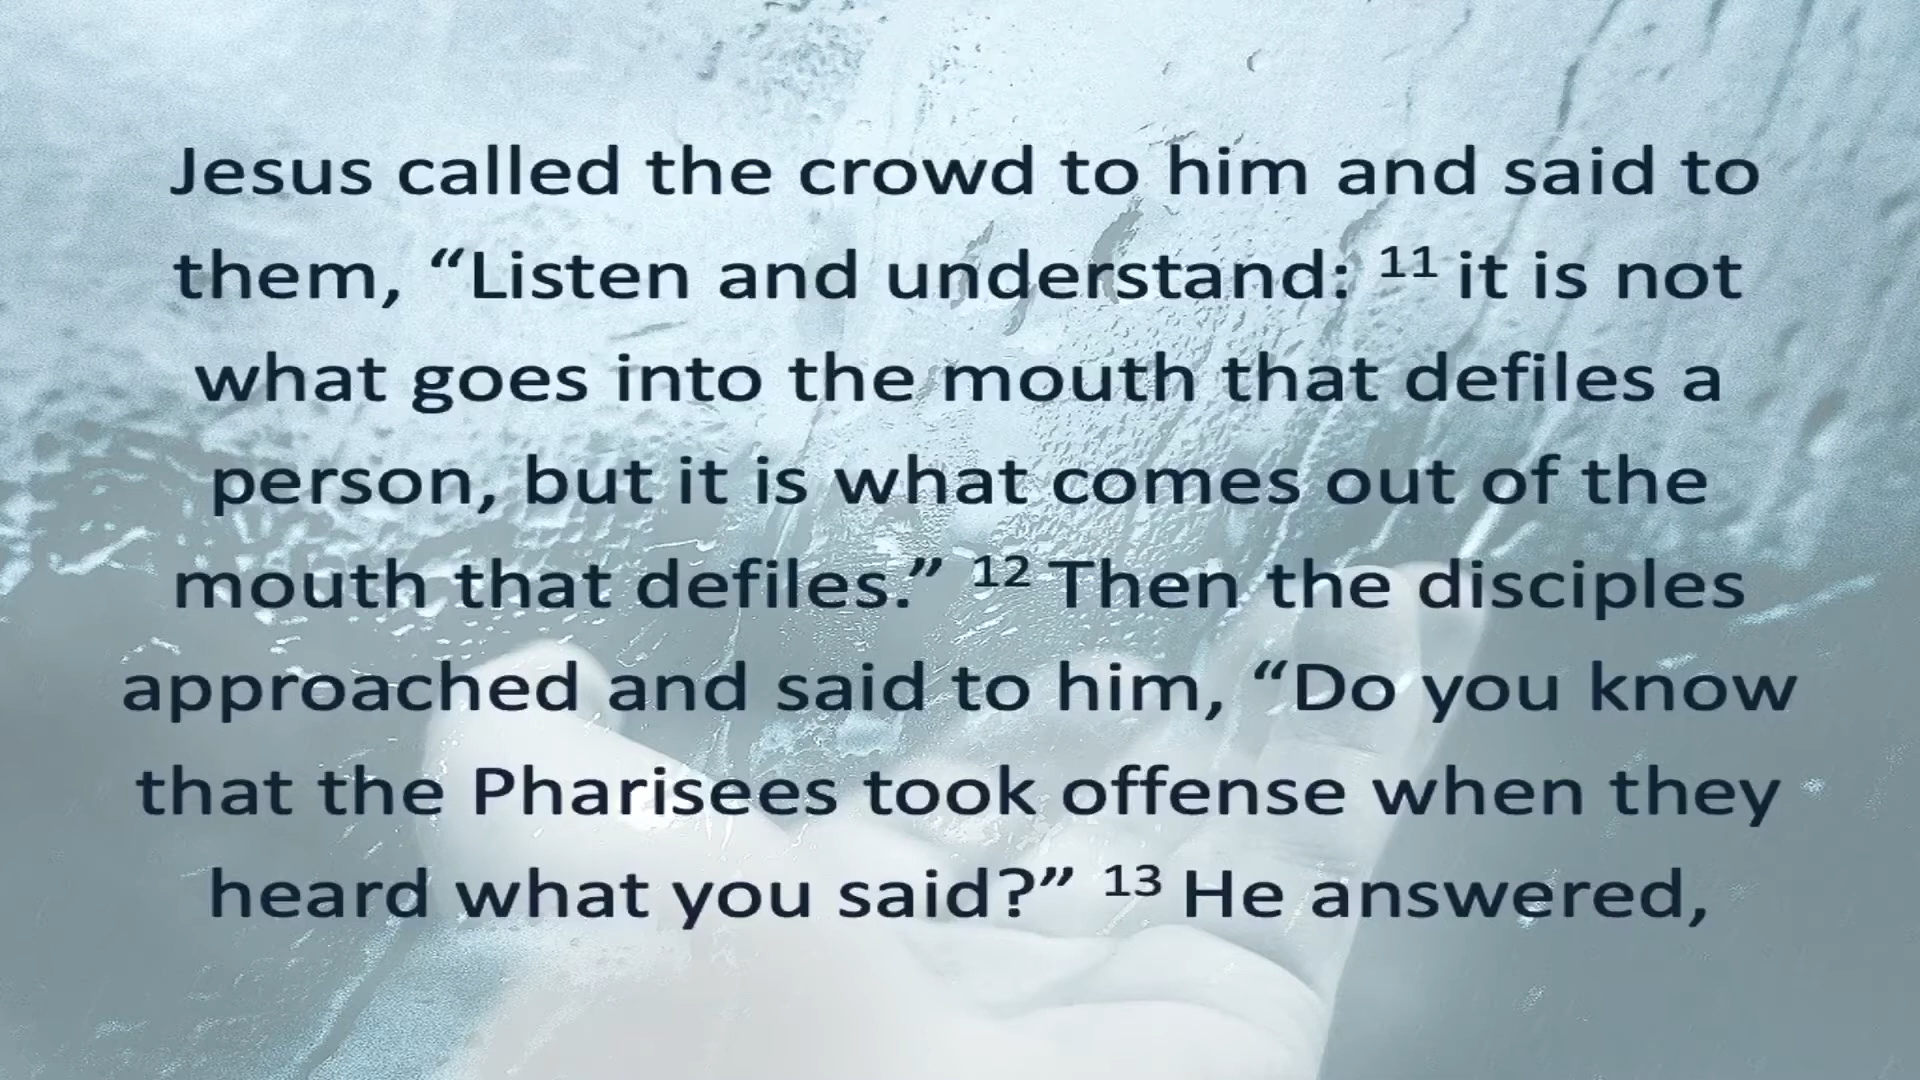 Jesus called the crowd to him and said to
them, “Listen and understand: ¹¹ it is not
what goes into the mouth that defiles a
person, but it is what comes out of the
mouth that defiles.” ¹² Then the disciples
approached and said to him, “Do you know
that the Pharisees took offense when they
heard what you said?” ¹³ He answered,